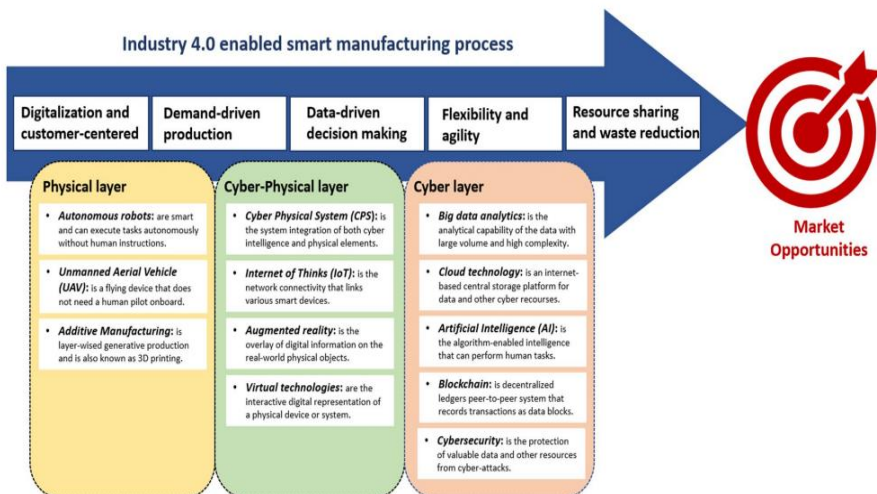 Industry 4.0 enabled smart manufacturing process
Digitalization and
customer-centered
Demand-driven
production
Data-driven
decision making
Flexibility and
agility
Resource sharing
and waste reduction
Market
Opportunities
Physical layer
• Autonomous robots: are smart
and can execute tasks autonomously
without human instructions.
• Unmanned Aerial Vehicle
(UAV): is a flying device that does
not need a human pilot onboard.
• Additive Manufacturing: is
layer-wised generative production
and is also known as 3D printing.
Cyber-Physical layer
• Cyber Physical System (CPS): is
the system integration of both cyber
intelligence and physical elements.
• Internet of Thinks (IoT): is the
network connectivity that links
various smart devices.
• Augmented reality: is the
overlay of digital information on the
real-world physical objects.
• Virtual technologies: are the
interactive digital representation of
a physical device or system.
Cyber layer
• Big data analytics: is the
analytical capability of the data with
large volume and high complexity.
• Cloud technology: is an internet-
based central storage platform for
data and other cyber recourses.
• Artificial Intelligence (AI): is
the algorithm-enabled intelligence
that can perform human tasks.
• Blockchain: is decentralized
ledgers peer-to-peer system that
records transactions as data blocks.
• Cybersecurity: is the protection
of valuable data and other resources
from cyber-attacks.